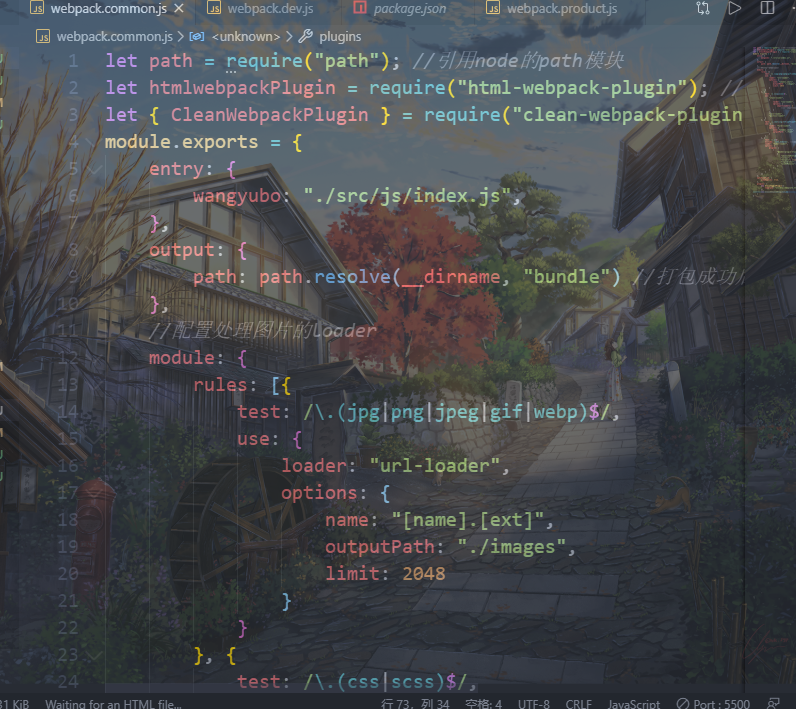 webpack.common.js webpack.dev.js package.json webpack.product.js
webpack.common.js > <unknown> > plugins
1 let path = require("path"); //引用node的path模块
2 let htmlwebpackPlugin = require("html-webpack-plugin"); //
3 let { CleanWebpackPlugin } = require("clean-webpack-plugin
4 module.exports = {
5 entry: {
6 wangyubo: "./src/js/index.js",
7 },
8 output: {
9 path: path.resolve(__dirname, "bundle") //打包成功
10 },
11 //配置处理图片的loader
12 module: {
13 rules: [{
14 test: /\.(jpg|png|jpeg|gif|webp)$/,
15 use: {
16 loader: "url-loader",
17 options: {
18 name: "[name].[ext]",
19 outputPath: "./images",
20 limit: 2048
21 }
22 }
23 }, {
24 test: /\.(css|scss)$/,
KiB Waiting for an HTML file... 行 73，列 34 空格: 4 UTF-8 CRLF JavaScript Port : 5500